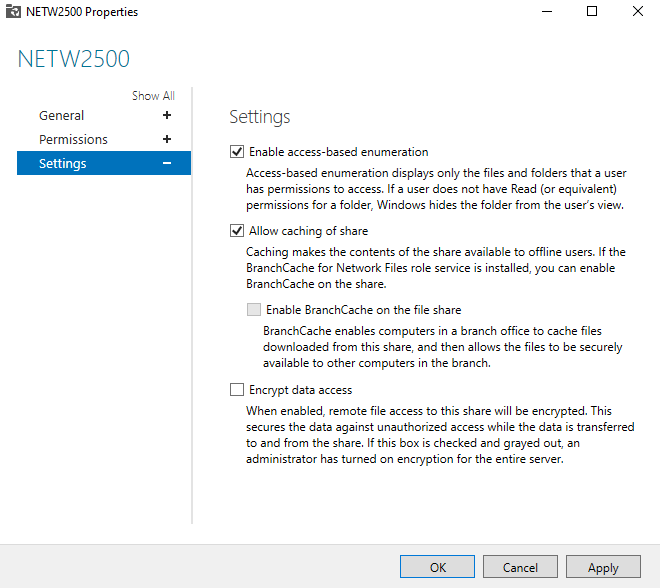 NETW2500 Properties
NETW2500
Show All
General +
Permissions +
Settings −
Settings
Enable access-based enumeration
Access-based enumeration displays only the files and folders that a user
has permissions to access. If a user does not have Read (or equivalent)
permissions for a folder, Windows hides the folder from the user's view.
Allow caching of share
Caching makes the contents of the share available to offline users. If the
BranchCache for Network Files role service is installed, you can enable
BranchCache on the share.
Enable BranchCache on the file share
BranchCache enables computers in a branch office to cache files
downloaded from this share, and then allows the files to be securely
available to other computers in the branch.
Encrypt data access
When enabled, remote file access to this share will be encrypted. This
secures the data against unauthorized access while the data is transferred
to and from the share. If this box is checked and grayed out, an
administrator has turned on encryption for the entire server.
OK Cancel Apply